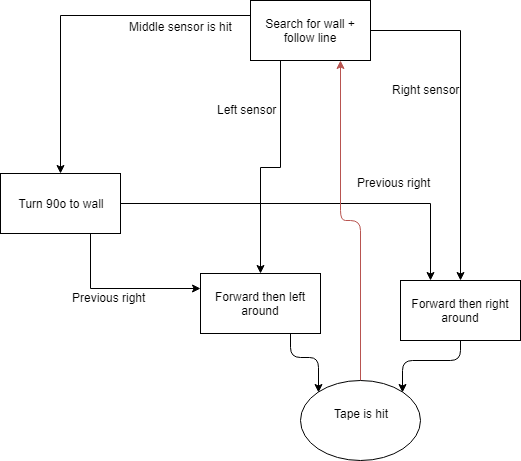 Search for wall +
follow line
Middle sensor is hit
Left sensor
Right sensor
Turn 90o to wall
Previous right
Previous right
Forward then left
around
Forward then right
around
Tape is hit